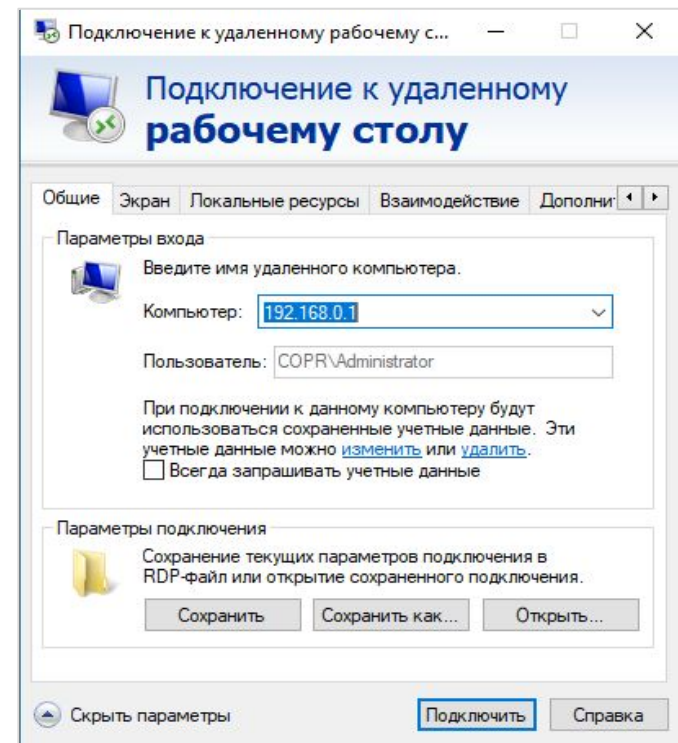 Подключение к удаленному рабочему с...
Подключение к удаленному
рабочему столу
Общие Экран Локальные ресурсы Взаимодействие Дополни
Параметры входа
Введите имя удаленного компьютера.
Компьютер: 192.168.0.1
Пользователь: COPR\Administrator
При подключении к данному компьютеру будут
использоваться сохраненные учетные данные. Эти
учетные данные можно изменить или удалить.
Всегда запрашивать учетные данные
Параметры подключения
Сохранение текущих параметров подключения в
RDP-файл или открытие сохраненного подключения.
Сохранить Сохранить как... Открыть...
Скрыть параметры Подключить Справка